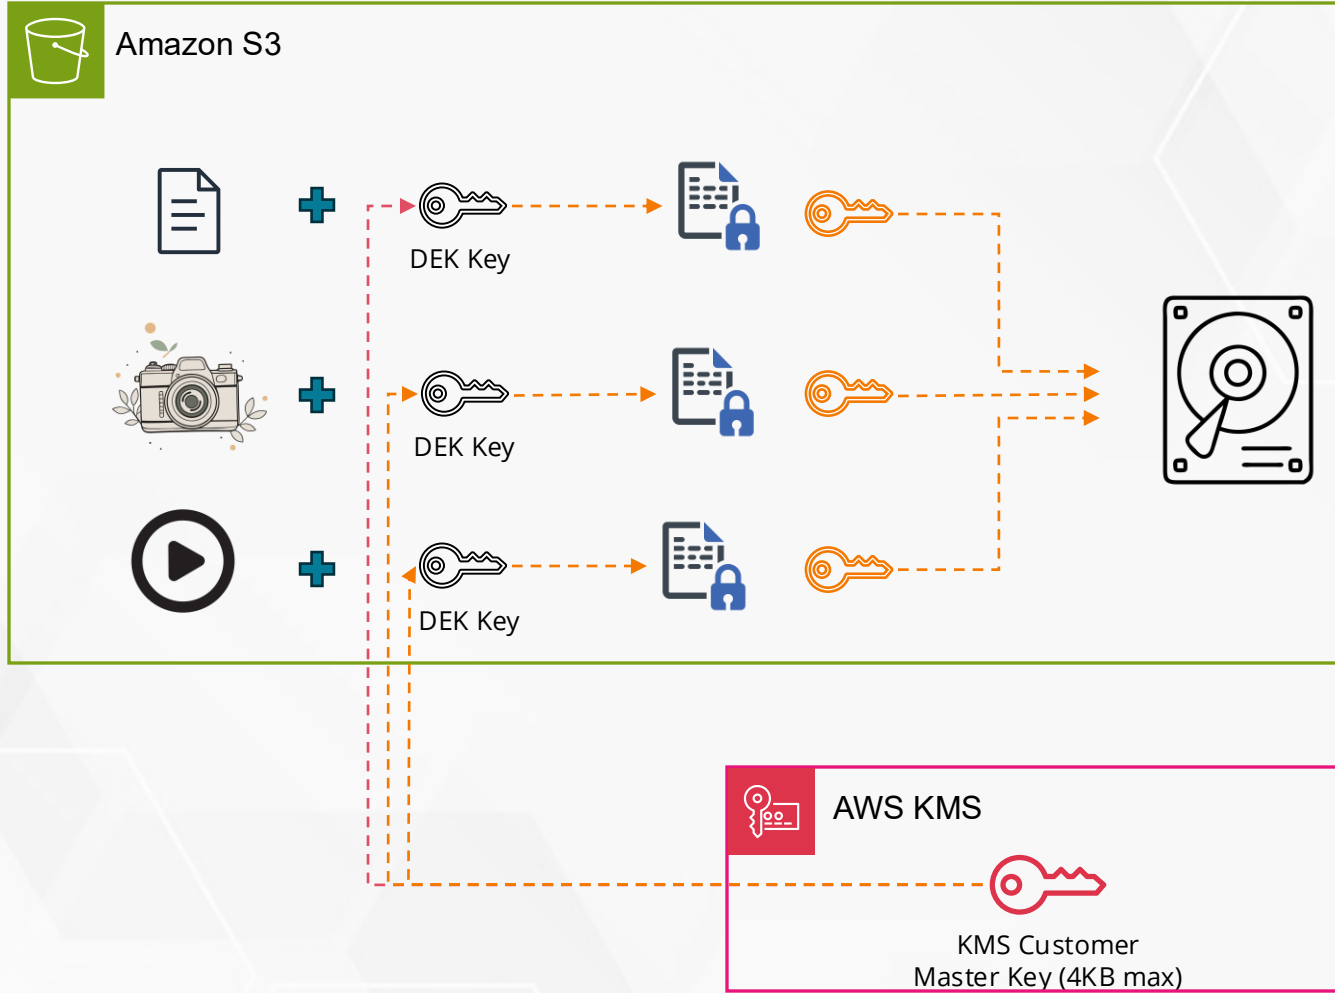 Amazon S3
DEK Key
DEK Key
DEK Key
AWS KMS
KMS Customer
Master Key (4KB max)